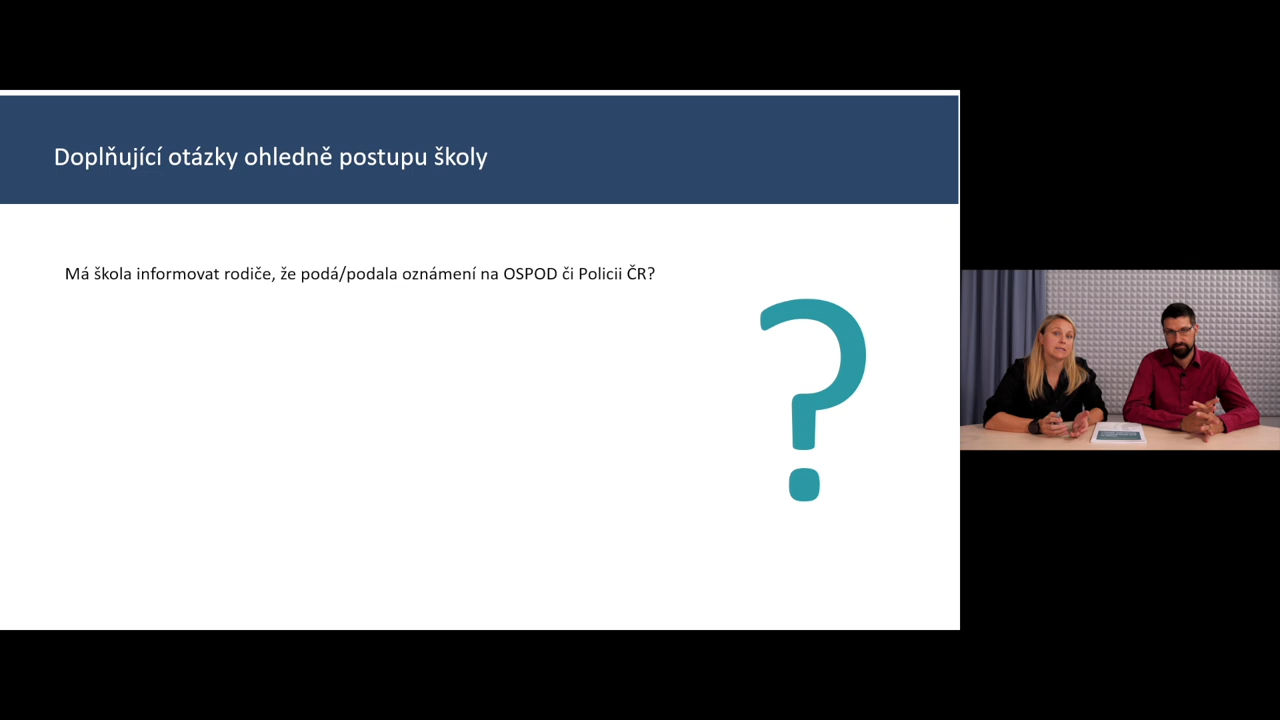 Doplňující otázky ohledně postupu školy
Má škola informovat rodiče, že podá/podala oznámení na OSPOD či Policii ČR?
?